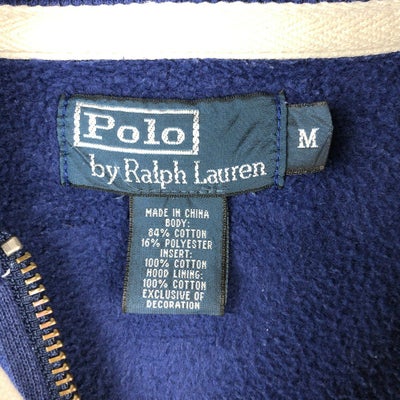 Polo
by Ralph Lauren
M
MADE IN CHINA
BODY:
84% COTTON
16% POLYESTER
INSERT:
100% COTTON
HOOD LINING:
100% COTTON
EXCLUSIVE OF
DECORATION